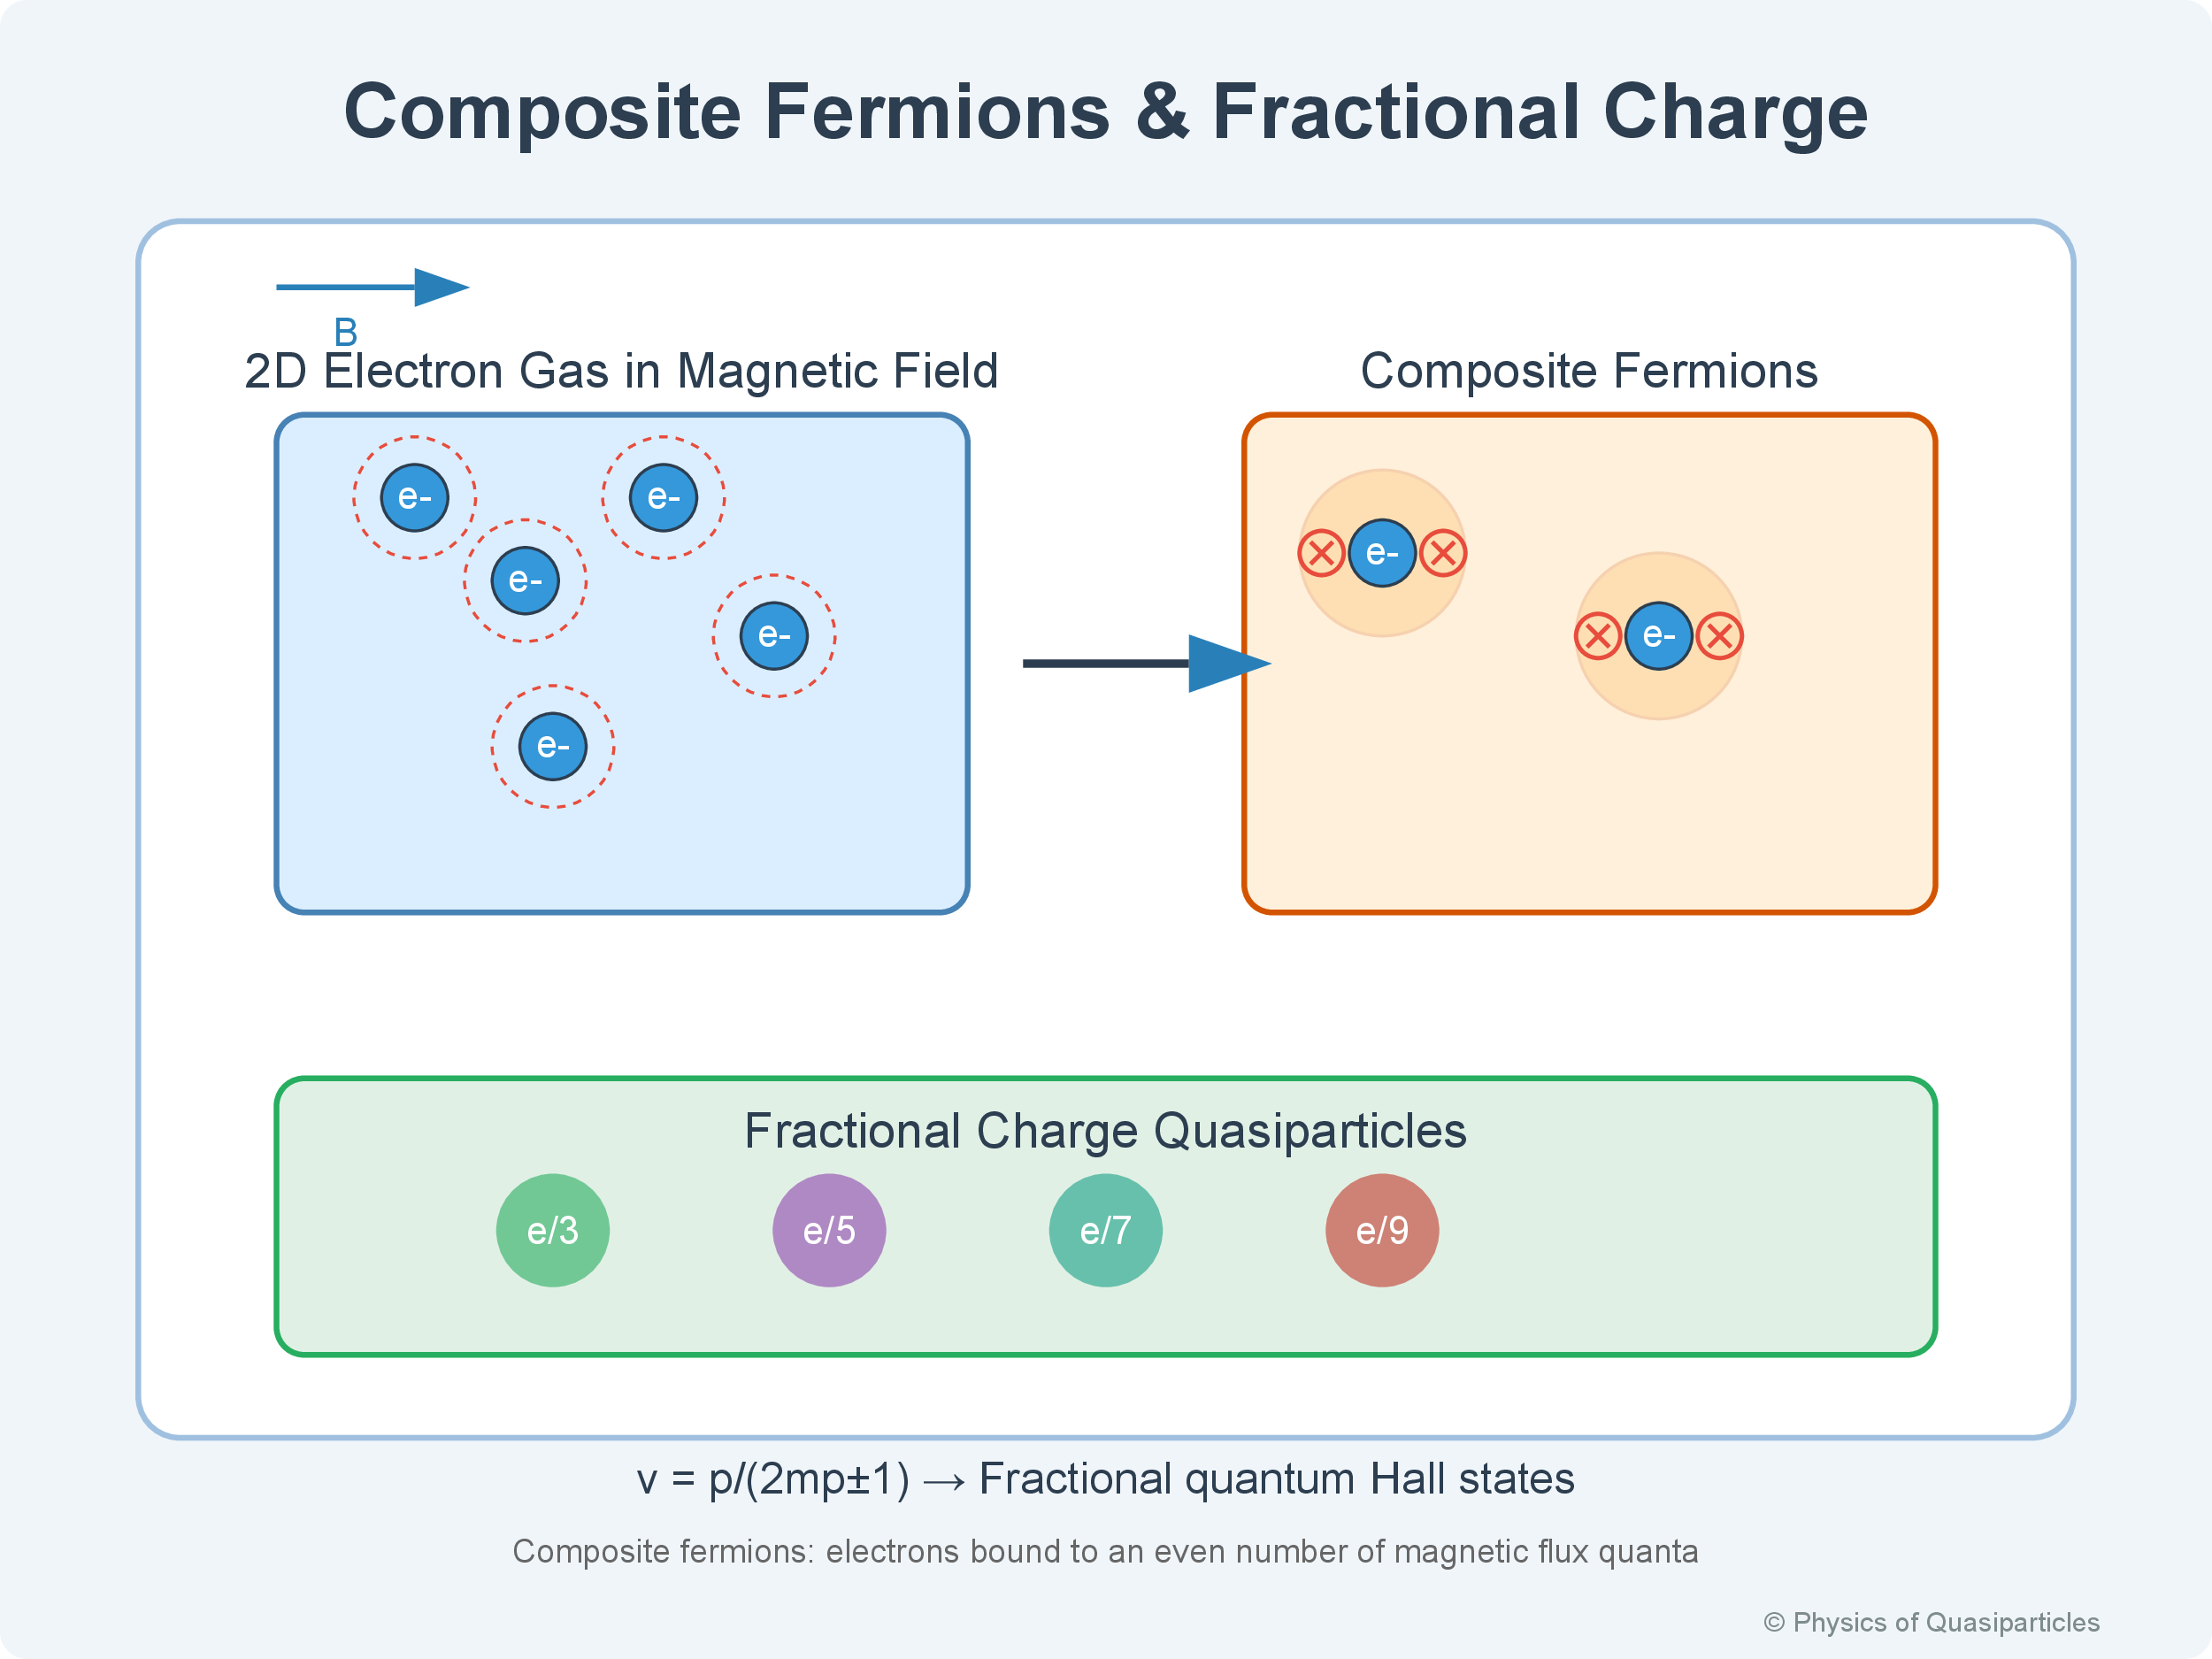 Composite Fermions & Fractional Charge
B
2D Electron Gas in Magnetic Field
Composite Fermions
e-
e-
e-
e-
e-
e-
e-
Fractional Charge Quasiparticles
e/3
e/5
e/7
e/9
ν = p/(2mp±1) → Fractional quantum Hall states
Composite fermions: electrons bound to an even number of magnetic flux quanta
© Physics of Quasiparticles